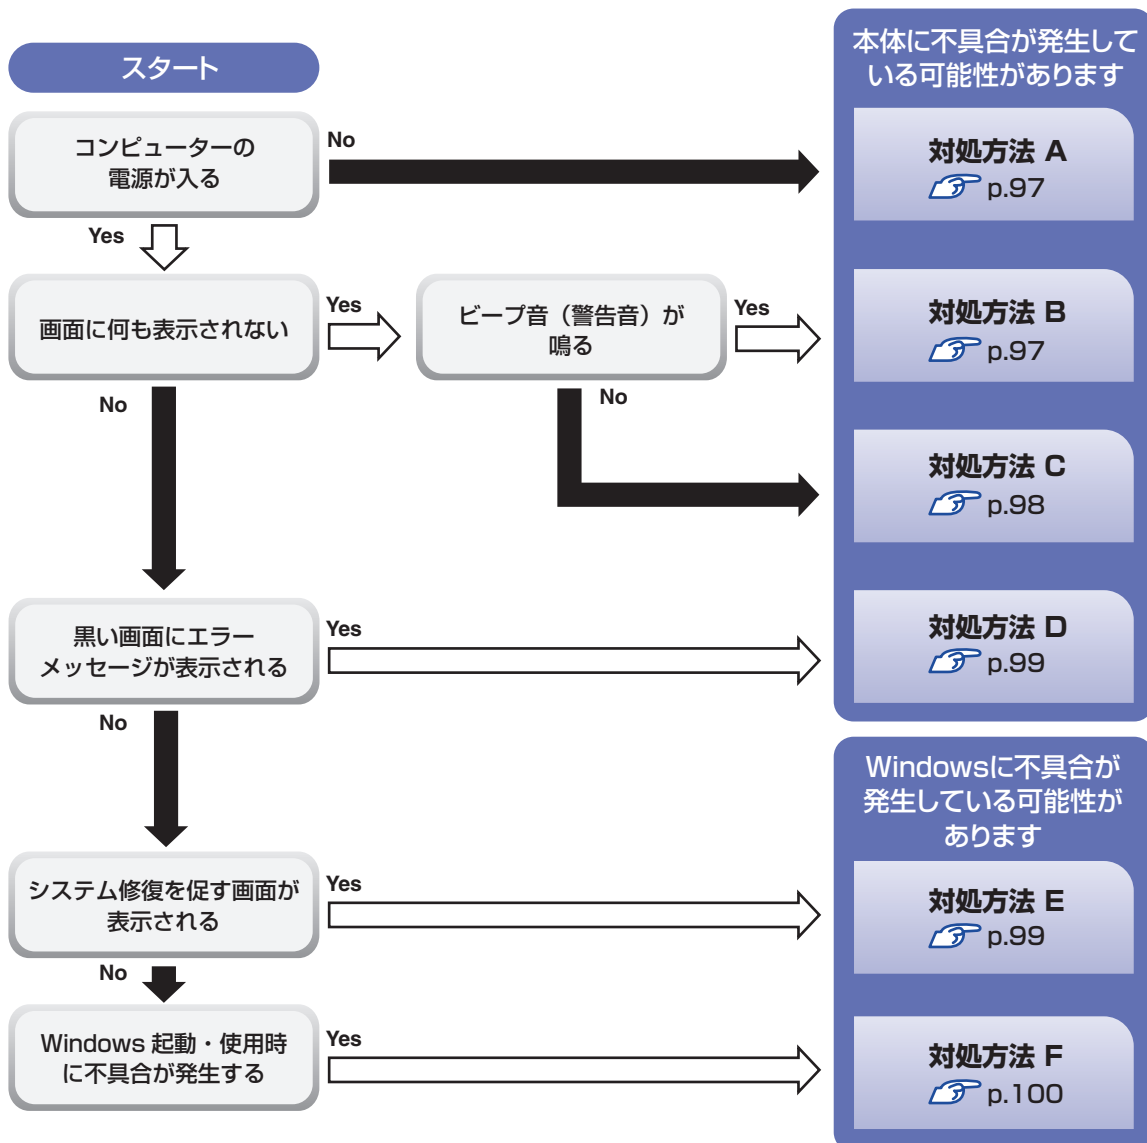 スタート
コンピューターの
電源が入る
No
Yes
画面に何も表示されない
Yes
ビープ音（警告音）が
鳴る
Yes
No
No
黒い画面にエラー
メッセージが表示される
Yes
No
システム修復を促す画面が
表示される
Yes
No
Windows 起動・使用時
に不具合が発生する
Yes
本体に不具合が発生して
いる可能性があります
対処方法 A
p.97
対処方法 B
p.97
対処方法 C
p.98
対処方法 D
p.99
Windowsに不具合が
発生している可能性が
あります
対処方法 E
p.99
対処方法 F
p.100